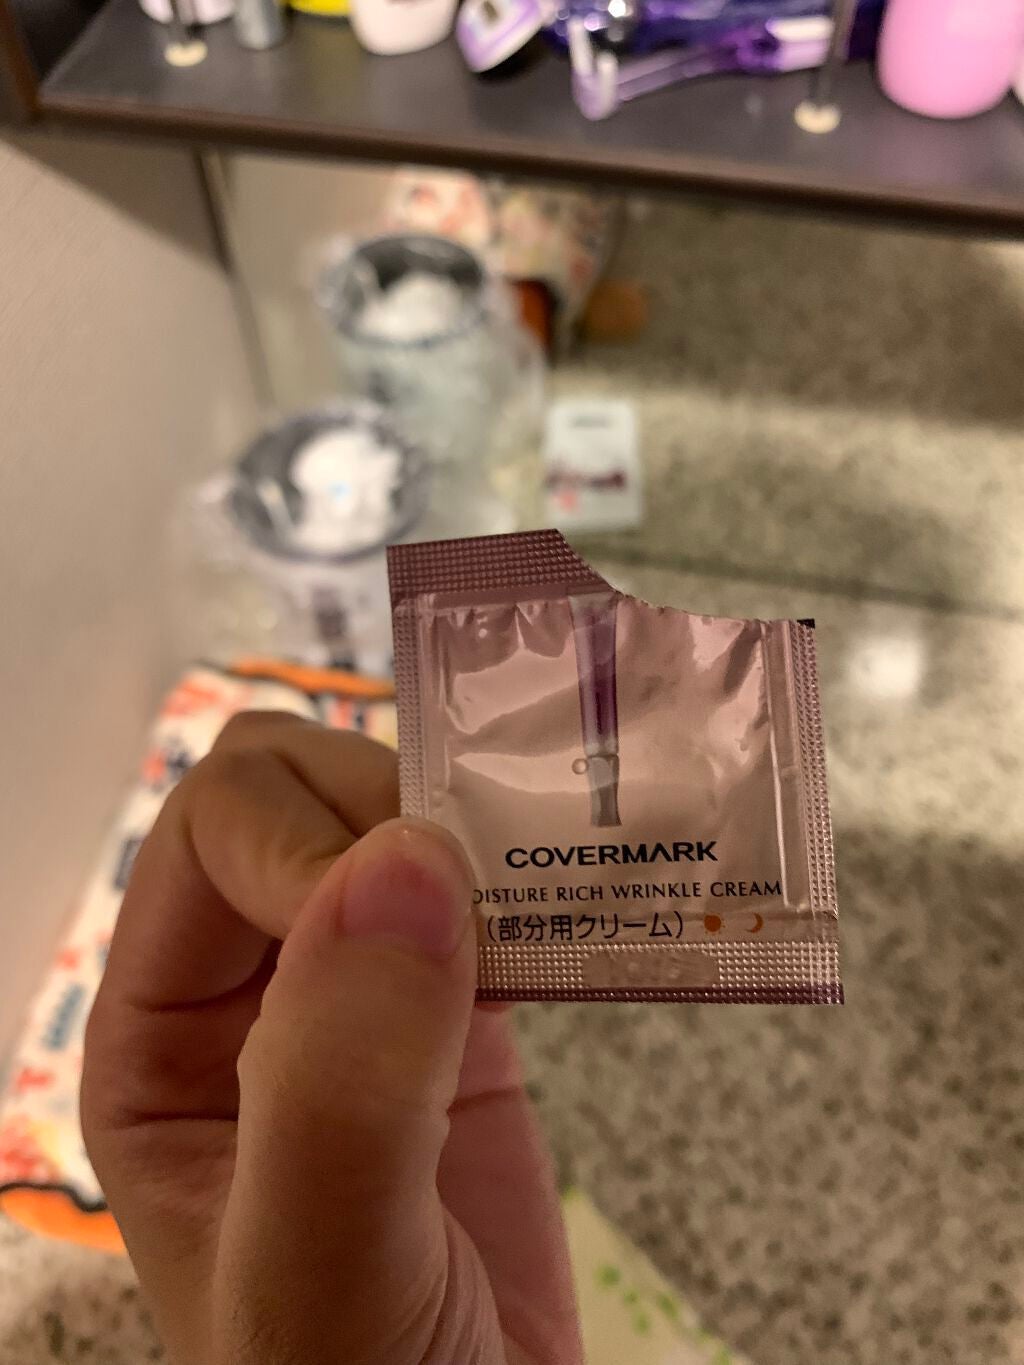 COVERMARK
OISTURE RICH WRINKLE CREAM
（部分用クリーム）